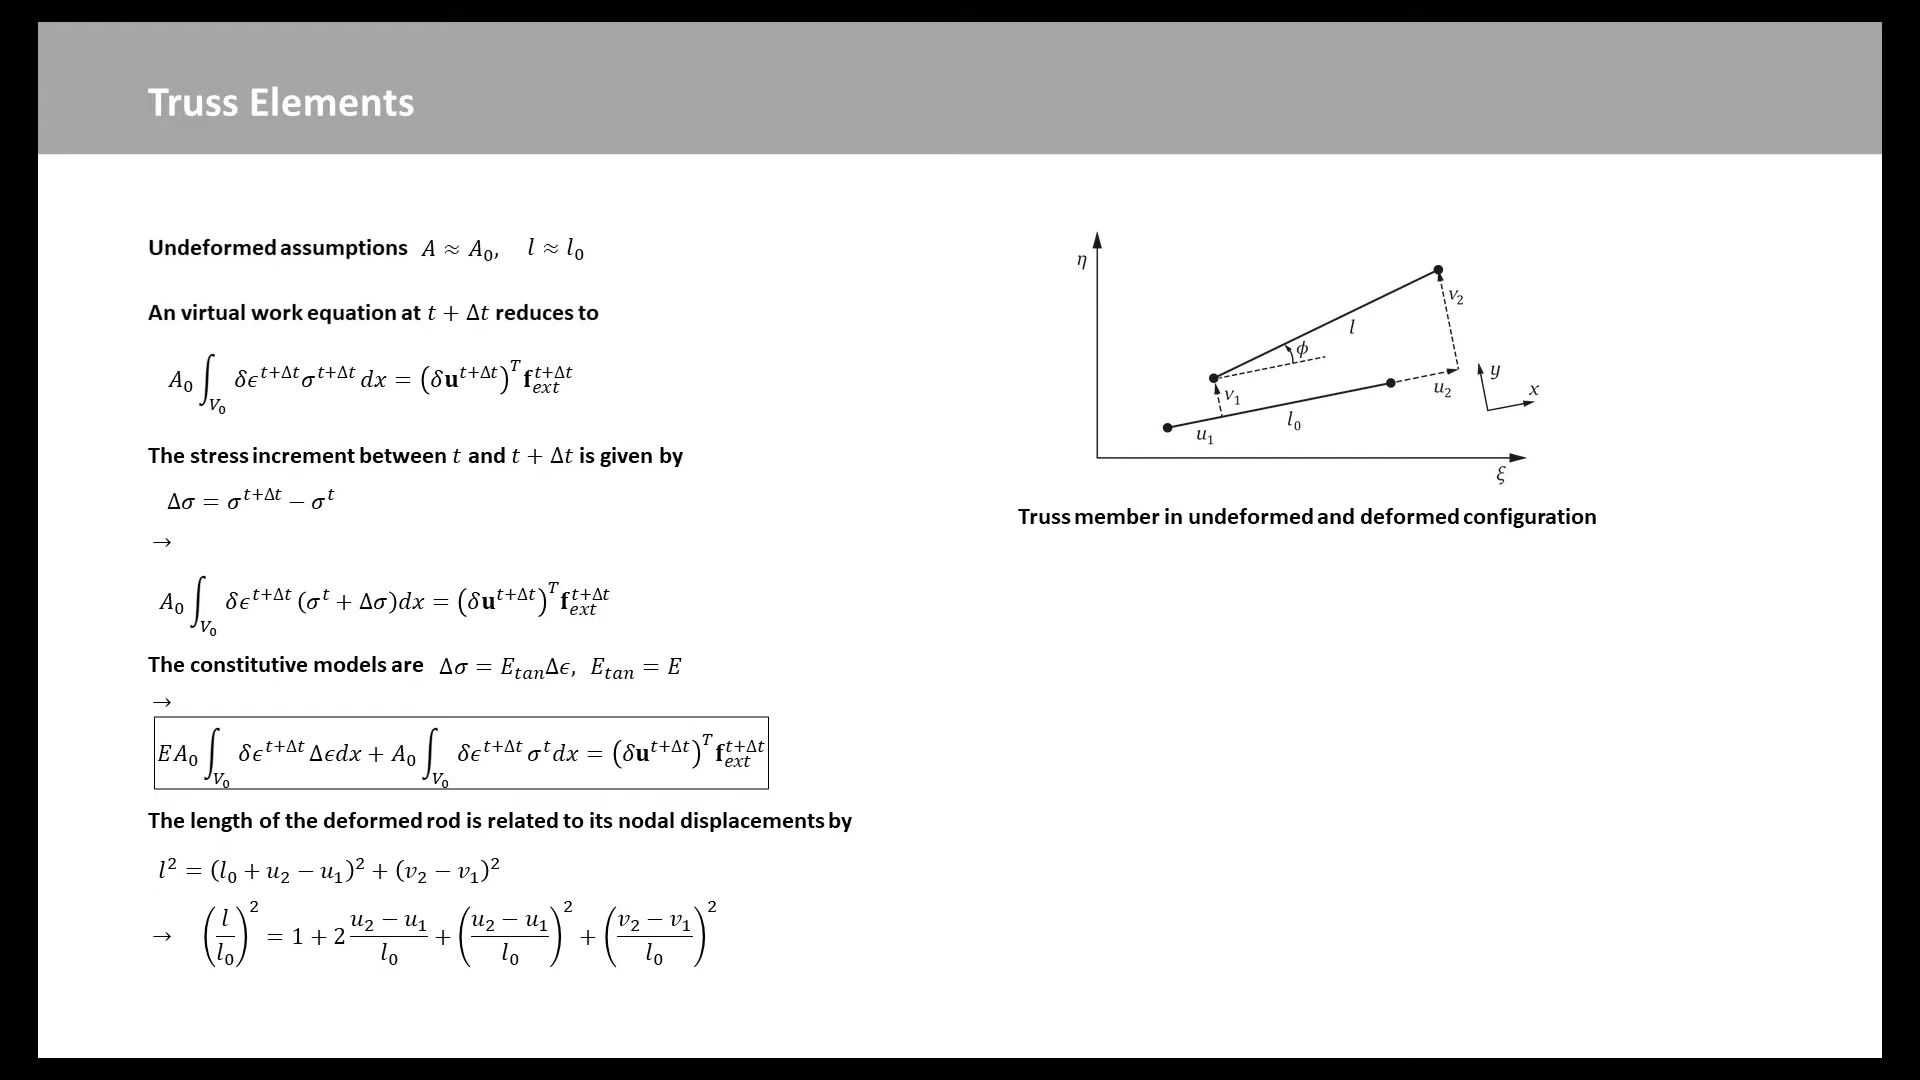 Truss Elements
Undeformed assumptions A ≈ A₀, l ≈ l₀
An virtual work equation at t + Δt reduces to
A₀ ∫_{V₀} δϵ^{t+Δt} σ^{t+Δt} dx = (δ𝐮^{t+Δt})^T 𝐟_{ext}^{t+Δt}
The stress increment between t and t + Δt is given by
Δσ = σ^{t+Δt} − σ^t
→
A₀ ∫_{V₀} δϵ^{t+Δt} (σ^t + Δσ)dx = (δ𝐮^{t+Δt})^T 𝐟_{ext}^{t+Δt}
The constitutive models are Δσ = E_{tan}Δϵ, E_{tan} = E
→
EA₀ ∫_{V₀} δϵ^{t+Δt} Δϵdx + A₀ ∫_{V₀} δϵ^{t+Δt} σ^t dx = (δ𝐮^{t+Δt})^T 𝐟_{ext}^{t+Δt}
The length of the deformed rod is related to its nodal displacements by
l² = (l₀ + u₂ − u₁)² + (v₂ − v₁)²
→ (l/l₀)² = 1 + 2 (u₂ − u₁)/l₀ + ((u₂ − u₁)/l₀)² + ((v₂ − v₁)/l₀)²
η
v₂
l
ϕ
y
x
u₂
v₁
l₀
u₁
ξ
Truss member in undeformed and deformed configuration